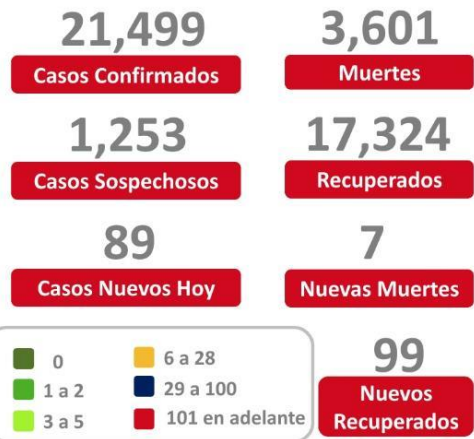 21,499
Casos Confirmados
3,601
Muertes
1,253
Casos Sospechosos
17,324
Recuperados
89
Casos Nuevos Hoy
7
Nuevas Muertes
0
1 a 2
3 a 5
6 a 28
29 a 100
101 en adelante
99
Nuevos
Recuperados